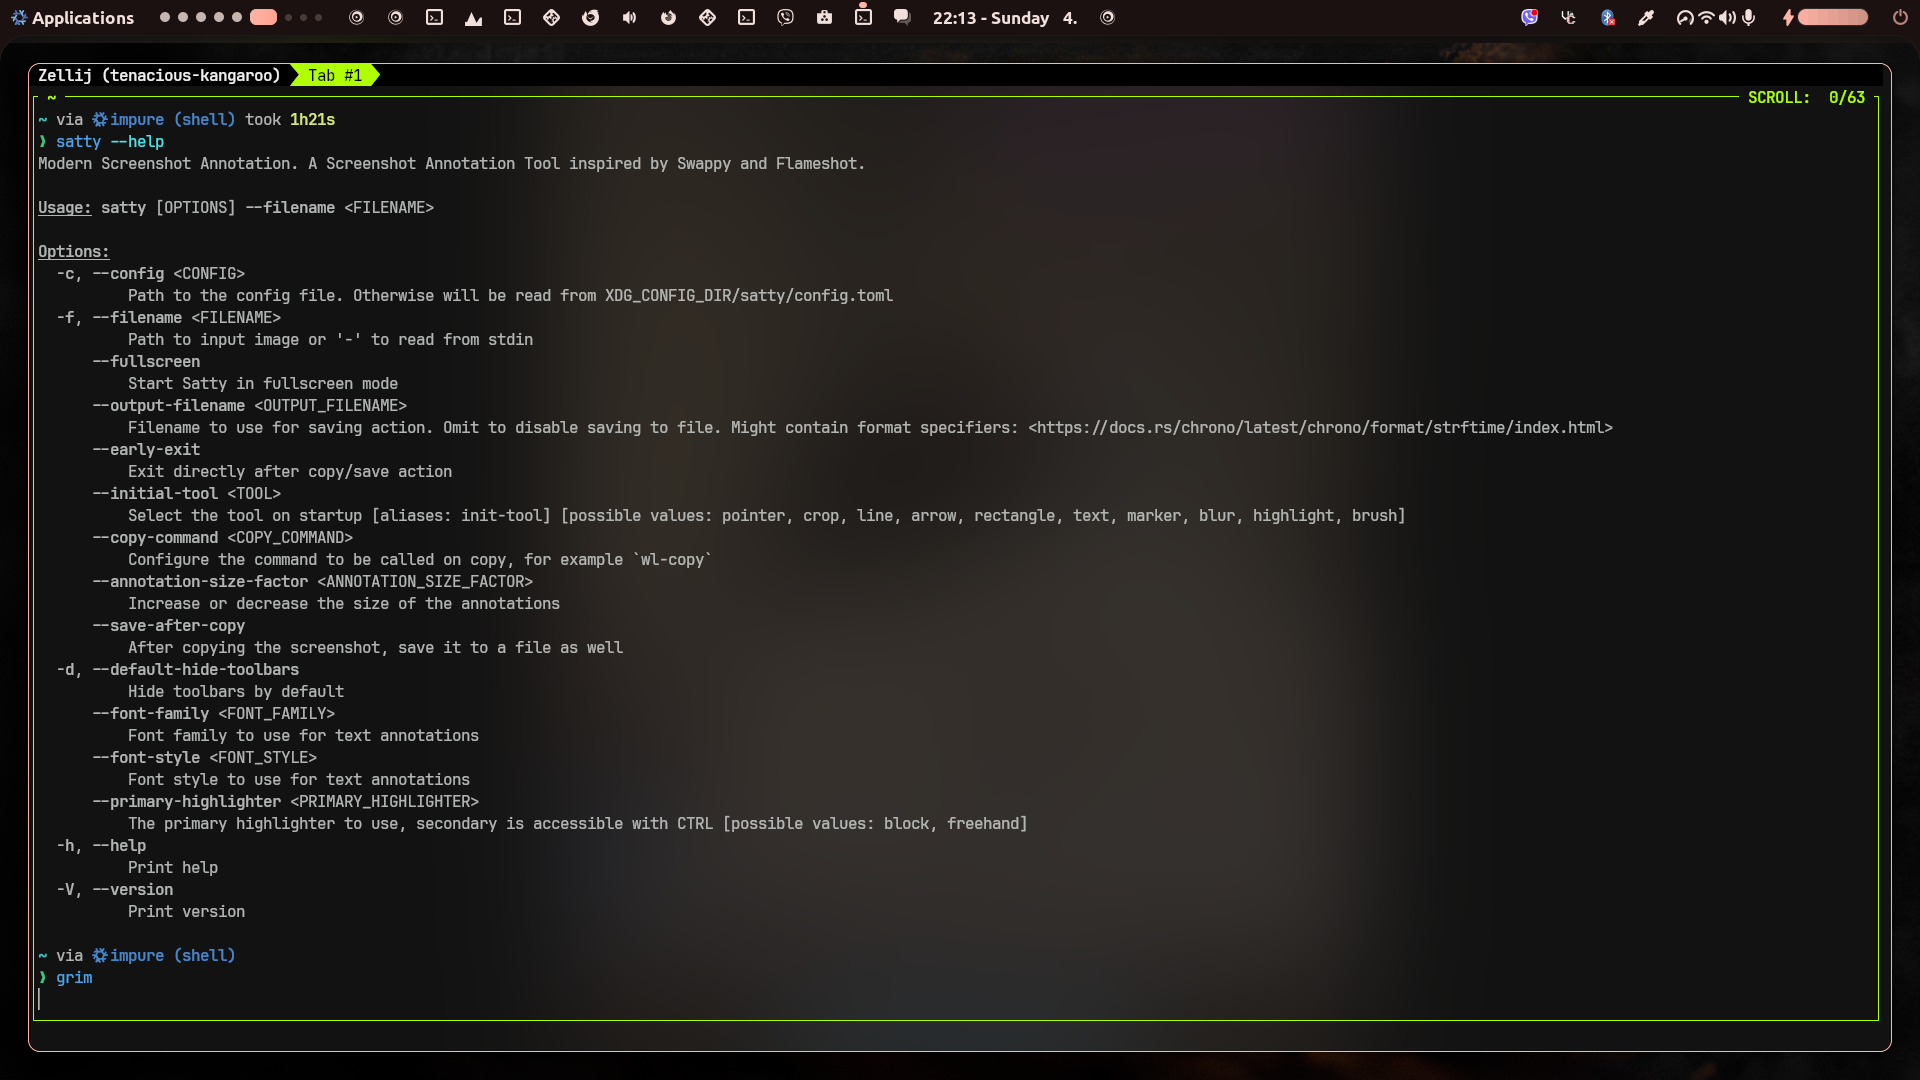 Applications
22:13 - Sunday 4.
Zellij (tenacious-kangaroo) Tab #1
~ SCROLL: 0/63
~ via impure (shell) took 1h21s
❯ satty --help
Modern Screenshot Annotation. A Screenshot Annotation Tool inspired by Swappy and Flameshot.
Usage: satty [OPTIONS] --filename <FILENAME>
Options:
-c, --config <CONFIG>
Path to the config file. Otherwise will be read from XDG_CONFIG_DIR/satty/config.toml
-f, --filename <FILENAME>
Path to input image or '-' to read from stdin
--fullscreen
Start Satty in fullscreen mode
--output-filename <OUTPUT_FILENAME>
Filename to use for saving action. Omit to disable saving to file. Might contain format specifiers: <https://docs.rs/chrono/latest/chrono/format/strftime/index.html>
--early-exit
Exit directly after copy/save action
--initial-tool <TOOL>
Select the tool on startup [aliases: init-tool] [possible values: pointer, crop, line, arrow, rectangle, text, marker, blur, highlight, brush]
--copy-command <COPY_COMMAND>
Configure the command to be called on copy, for example `wl-copy`
--annotation-size-factor <ANNOTATION_SIZE_FACTOR>
Increase or decrease the size of the annotations
--save-after-copy
After copying the screenshot, save it to a file as well
-d, --default-hide-toolbars
Hide toolbars by default
--font-family <FONT_FAMILY>
Font family to use for text annotations
--font-style <FONT_STYLE>
Font style to use for text annotations
--primary-highlighter <PRIMARY_HIGHLIGHTER>
The primary highlighter to use, secondary is accessible with CTRL [possible values: block, freehand]
-h, --help
Print help
-V, --version
Print version
~ via impure (shell)
❯ grim